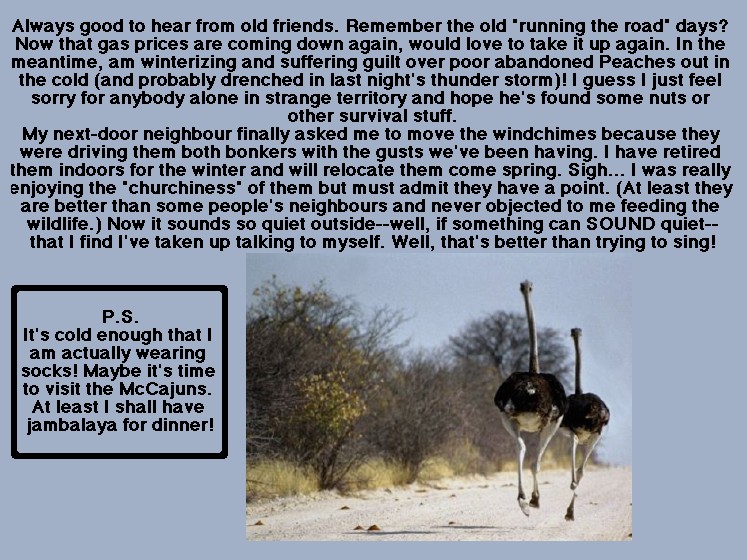 Always good to hear from old friends. Remember the old "running the road" days?
Now that gas prices are coming down again, would love to take it up again. In the
meantime, am winterizing and suffering guilt over poor abandoned Peaches out in
the cold (and probably drenched in last night's thunder storm)! I guess I just feel
sorry for anybody alone in strange territory and hope he's found some nuts or
other survival stuff.
My next-door neighbour finally asked me to move the windchimes because they
were driving them both bonkers with the gusts we've been having. I have retired
them indoors for the winter and will relocate them come spring. Sigh... I was really
enjoying the "churchiness" of them but must admit they have a point. (At least they
are better than some people's neighbours and never objected to me feeding the
wildlife.) Now it sounds so quiet outside--well, if something can SOUND quiet--
that I find I've taken up talking to myself. Well, that's better than trying to sing!
P.S.
It's cold enough that I
am actually wearing
socks! Maybe it's time
to visit the McCajuns.
At least I shall have
jambalaya for dinner!